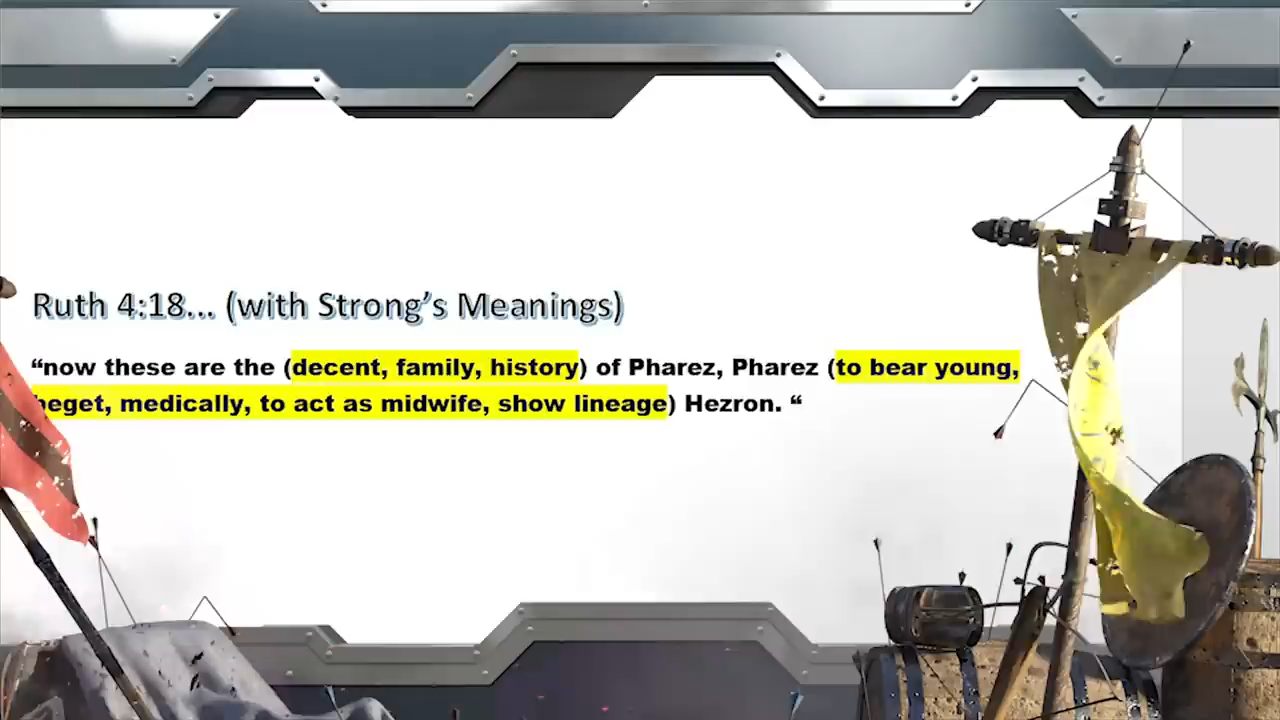 Ruth 4:18... (with Strong’s Meanings)
“now these are the (decent, family, history) of Pharez, Pharez (to bear young,
beget, medically, to act as midwife, show lineage) Hezron. “